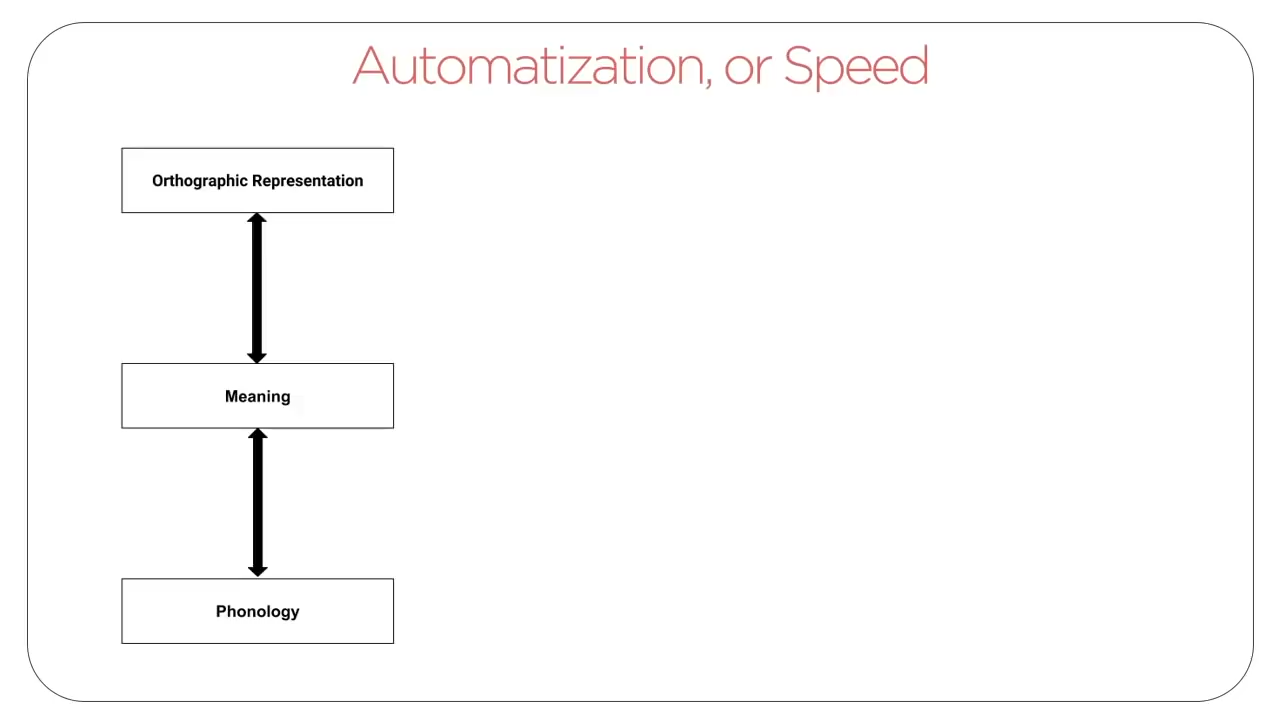 Automatization, or Speed
Orthographic Representation
Meaning
Phonology